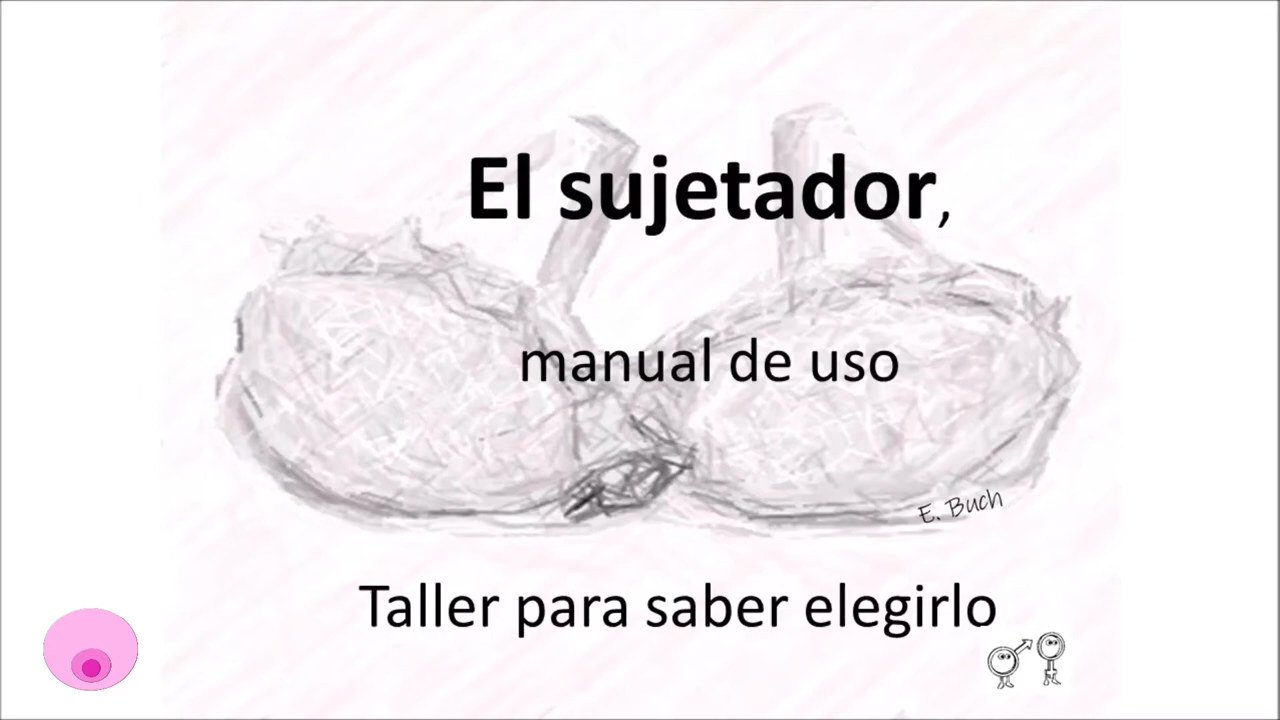 El sujetador,
manual de uso
E. Buch
Taller para saber elegirlo